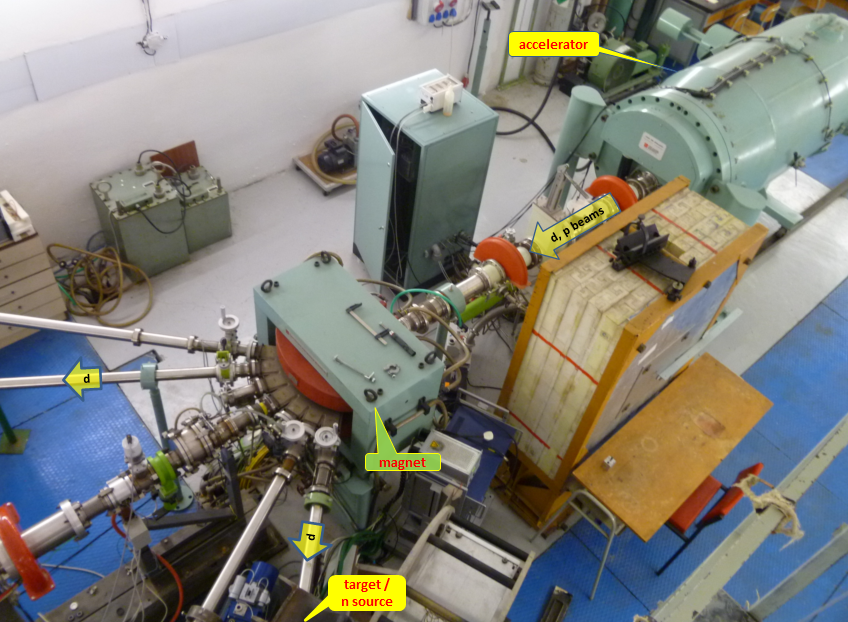 accelerator
d, p beams
d
magnet
d
target /
n source